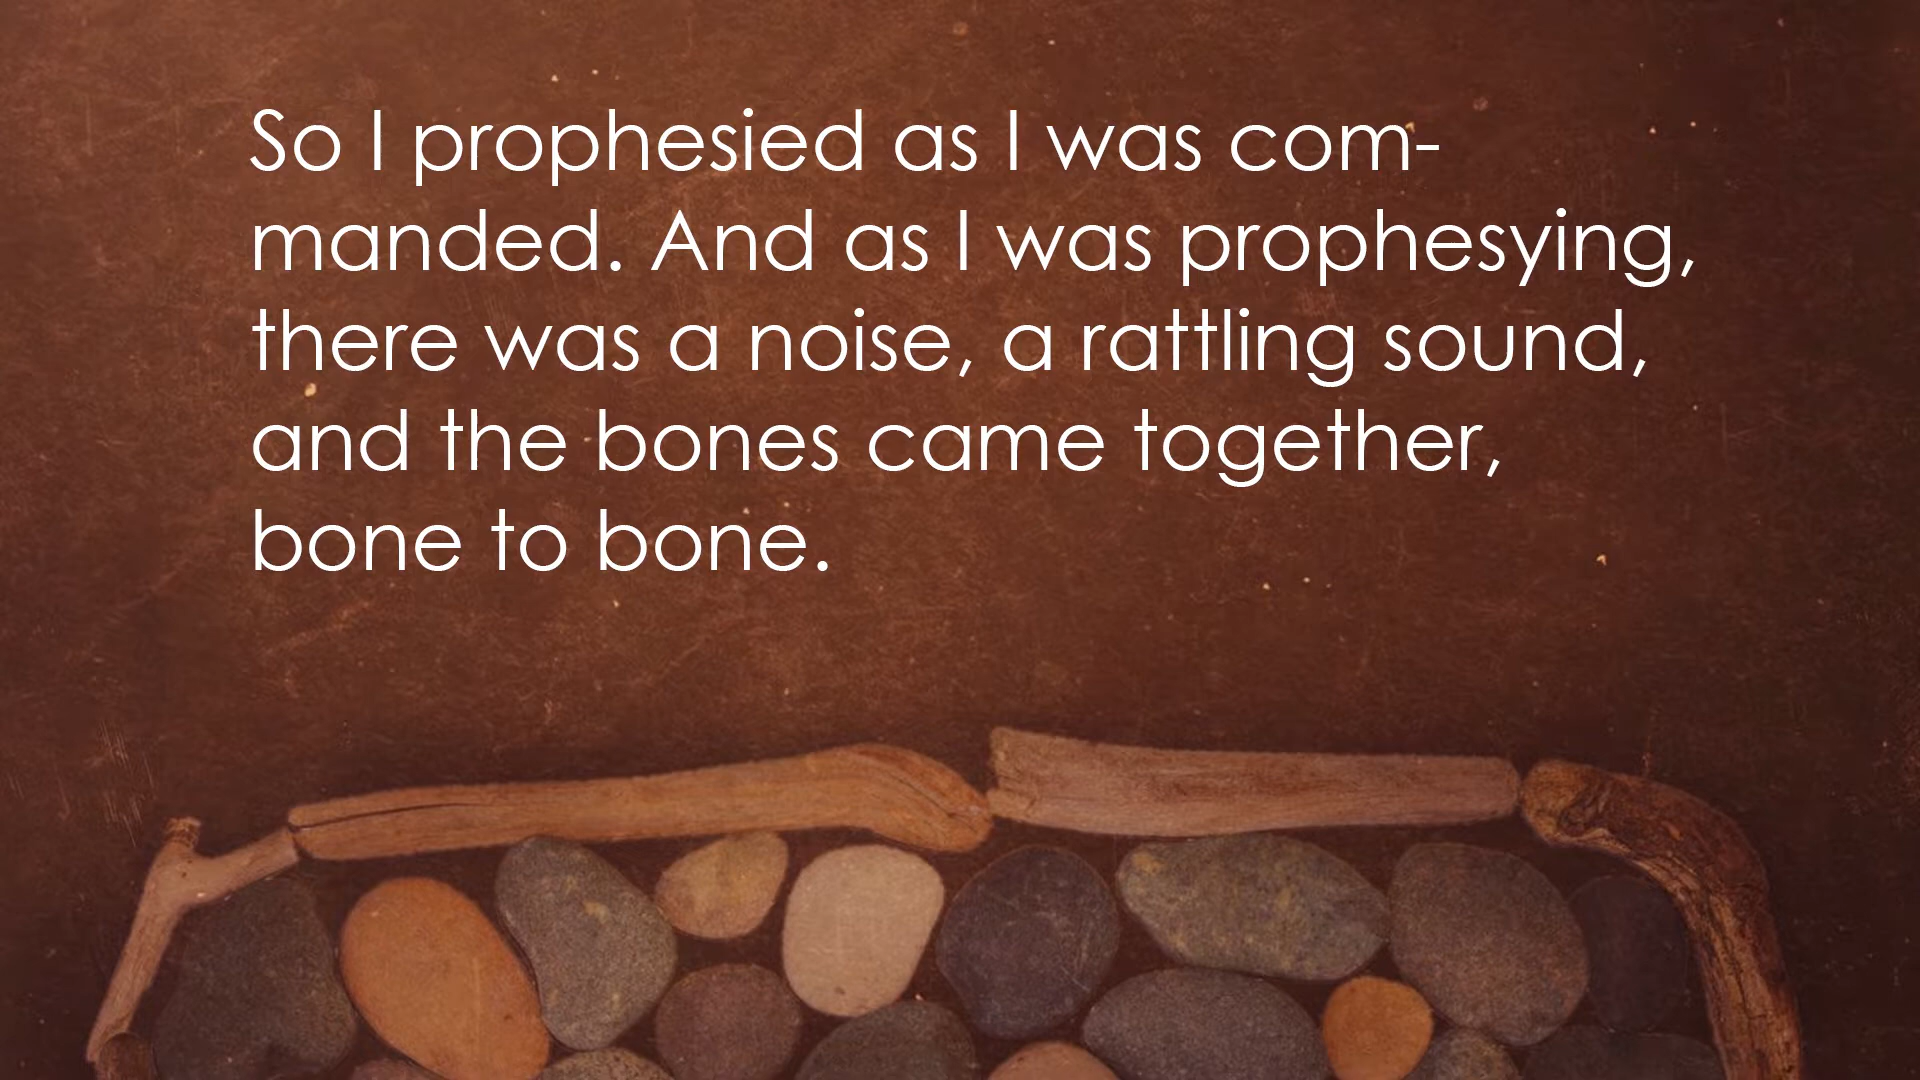 So I prophesied as I was com-
manded. And as I was prophesying,
there was a noise, a rattling sound,
and the bones came together,
bone to bone.